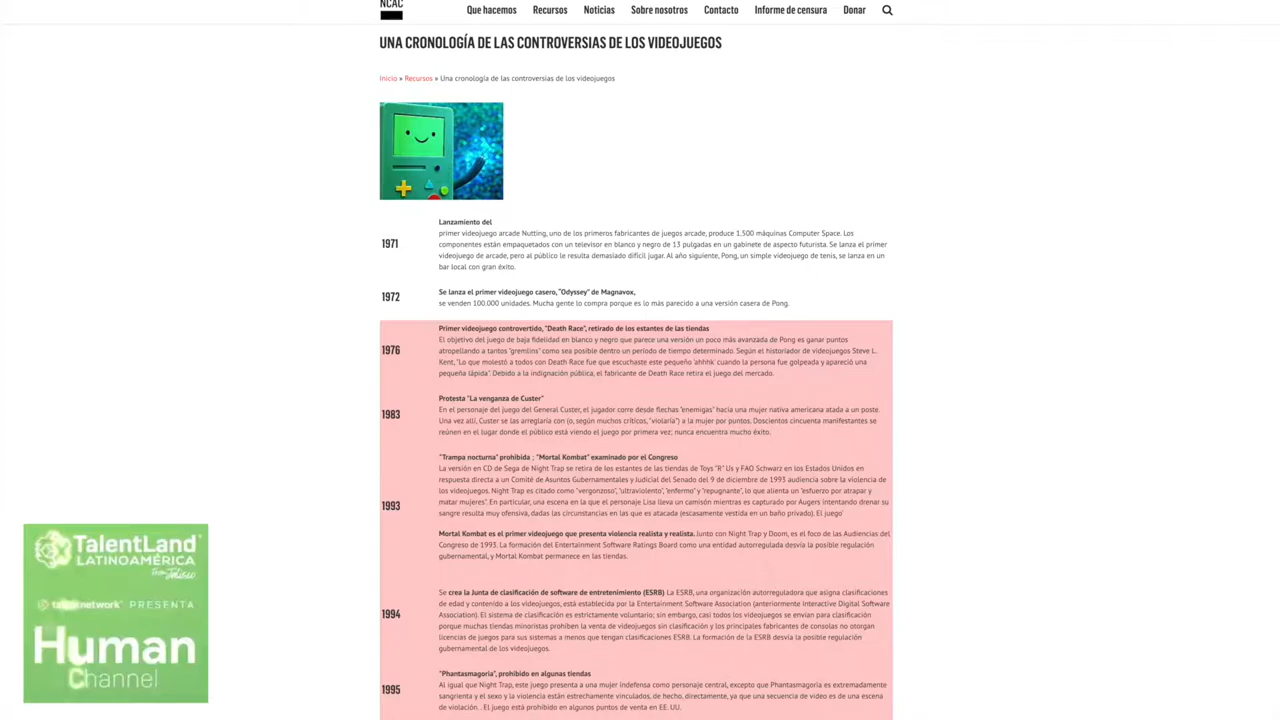 NCAC
Que hacemos Recursos Noticias Sobre nosotros Contacto Informe de censura Donar
UNA CRONOLOGÍA DE LAS CONTROVERSIAS DE LOS VIDEOJUEGOS
Inicio » Recursos » Una cronología de las controversias de los videojuegos
Lanzamiento del
primer videojuego arcade Nutting, uno de los primeros fabricantes de juegos arcade, produce 1.500 máquinas Computer Space. Los
1971
componentes están empaquetados con un televisor en blanco y negro de 13 pulgadas en un gabinete de aspecto futurista. Se lanza el primer
videojuego de arcade, pero al público le resulta demasiado difícil jugar. Al año siguiente, Pong, un simple videojuego de tenis, se lanza en un
bar local con gran éxito.
Se lanza el primer videojuego casero, "Odyssey" de Magnavox,
1972
se venden 100.000 unidades. Mucha gente lo compra porque es lo más parecido a una versión casera de Pong.
Primer videojuego controvertido, "Death Race", retirado de los estantes de las tiendas
El objetivo del juego de baja fidelidad en blanco y negro que parece una versión un poco más avanzada de Pong es ganar puntos
1976
atropellando a tantos "gremlins" como sea posible dentro de un período de tiempo determinado. Según el historiador de videojuegos Steve L.
Kent, "Lo que molestó a todos con Death Race fue que escuchaste este pequeño 'ahhhk' cuando la persona fue golpeada y apareció una
pequeña lápida". Debido a la indignación pública, el fabricante de Death Race retira el juego del mercado.
Protesta "La venganza de Custer"
1983
En el personaje del juego del General Custer, el jugador corre desde flechas "enemigas" hacia una mujer nativa americana atada a un poste.
Una vez allí, Custer se las arreglaría con (o, según muchos críticos, "violaría") a la mujer por puntos. Doscientos cincuenta manifestantes se
reúnen en el lugar donde el público está viendo el juego por primera vez; nunca encuentra mucho éxito.
"Trampa nocturna" prohibida ; "Mortal Kombat" examinado por el Congreso
La versión en CD de Sega de Night Trap se retira de los estantes de las tiendas de Toys "R" Us y FAO Schwarz en los Estados Unidos en
respuesta directa a un Comité de Asuntos Gubernamentales y Judicial del Senado del 9 de diciembre de 1993 audiencia sobre la violencia de
los videojuegos. Night Trap es citado como "vergonzoso", "ultraviolento", "enfermo" y "repugnante", lo que alienta un "esfuerzo por atrapar y
matar mujeres". En particular, una escena en la que el personaje Lisa lleva un camisón mientras es capturado por Augers intentando drenar su
1993
sangre resulta muy ofensiva, dadas las circunstancias en las que es atacada (escasamente vestida en un baño privado). El juego'
Mortal Kombat es el primer videojuego que presenta violencia realista y realista. Junto con Night Trap y Doom, es el foco de las Audiencias del
Congreso de 1993. La formación del Entertainment Software Ratings Board como una entidad autorregulada desvía la posible regulación
gubernamental, y Mortal Kombat permanece en las tiendas.
Se crea la Junta de clasificación de software de entretenimiento (ESRB) La ESRB, una organización autorreguladora que asigna clasificaciones
de edad y contenido a los videojuegos, está establecida por la Entertainment Software Association (anteriormente Interactive Digital Software
1994
Association). El sistema de clasificación es estrictamente voluntario; sin embargo, casi todos los videojuegos se envían para clasificación
porque muchas tiendas minoristas prohíben la venta de videojuegos sin clasificación y los principales fabricantes de consolas no otorgan
licencias de juegos para sus sistemas a menos que tengan clasificaciones ESRB. La formación de la ESRB desvía la posible regulación
gubernamental de los videojuegos.
"Phantasmagoria", prohibido en algunas tiendas
1995
Al igual que Night Trap, este juego presenta a una mujer indefensa como personaje central, excepto que Phantasmagoria es extremadamente
sangrienta y el sexo y la violencia están estrechamente vinculados, de hecho, directamente, ya que una secuencia de video es de una escena
de violación. . El juego está prohibido en algunos puntos de venta en EE. UU.
TalentLand
LATINOAMÉRICA
From Jalisco
talentnetwork PRESENTA
Human
Channel